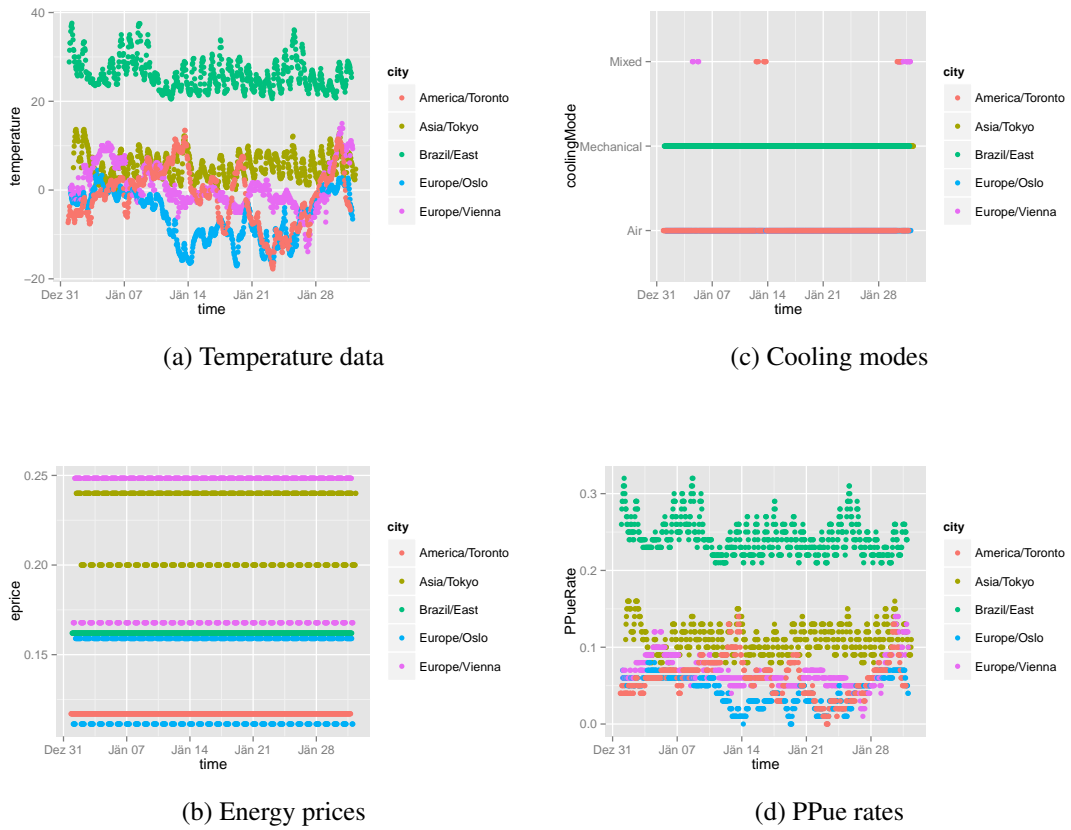 40
20
0
−20
temperature
Dez 31 Jän 07 Jän 14 Jän 21 Jän 28
time
city
America/Toronto
Asia/Tokyo
Brazil/East
Europe/Oslo
Europe/Vienna
(a) Temperature data
Mixed
Mechanical
Air
coolingMode
Dez 31 Jän 07 Jän 14 Jän 21 Jän 28
time
city
America/Toronto
Asia/Tokyo
Brazil/East
Europe/Oslo
Europe/Vienna
(c) Cooling modes
0.25
0.20
0.15
eprice
Dez 31 Jän 07 Jän 14 Jän 21 Jän 28
time
city
America/Toronto
Asia/Tokyo
Brazil/East
Europe/Oslo
Europe/Vienna
(b) Energy prices
0.3
0.2
0.1
0.0
PPueRate
Dez 31 Jän 07 Jän 14 Jän 21 Jän 28
time
city
America/Toronto
Asia/Tokyo
Brazil/East
Europe/Oslo
Europe/Vienna
(d) PPue rates